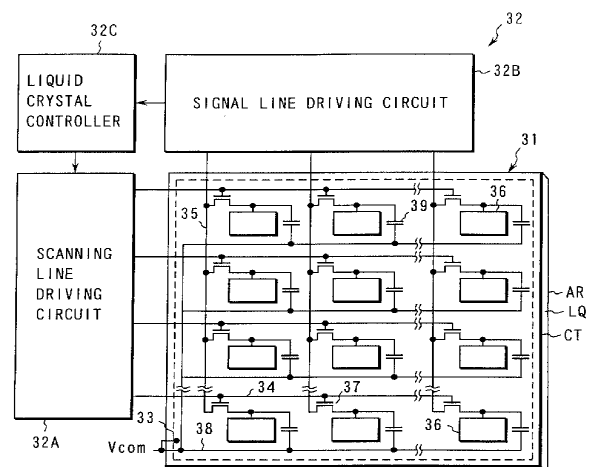 32C
32
LIQUID
CRYSTAL
CONTROLLER
SIGNAL LINE DRIVING CIRCUIT
32B
31
35
39
36
SCANNING
LINE
DRIVING
CIRCUIT
AR
LQ
CT
34
37
33
38
36
32A
Vcom